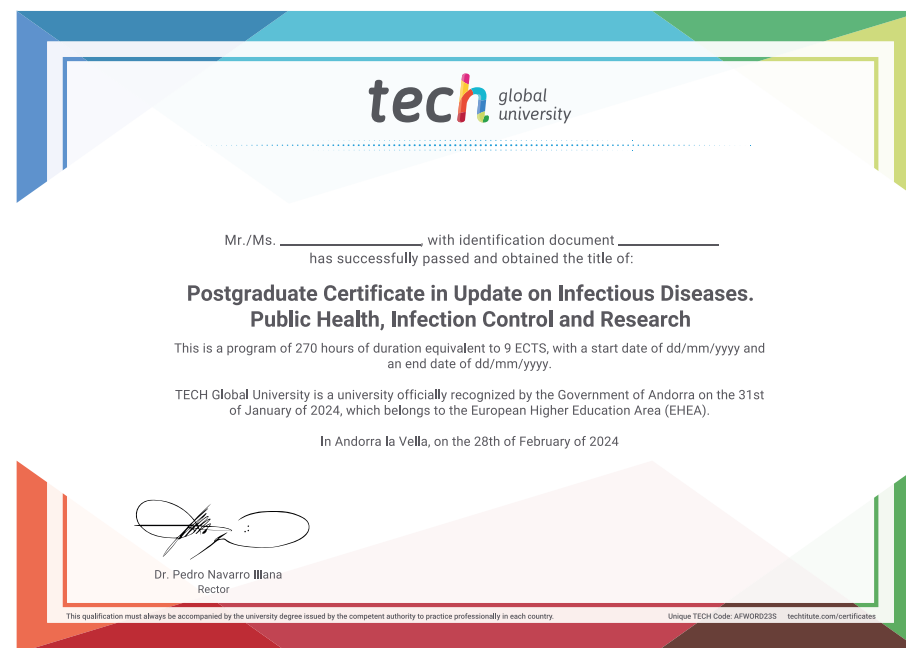 tech global university
Mr./Ms. ____________________, with identification document ______________
has successfully passed and obtained the title of:
Postgraduate Certificate in Update on Infectious Diseases.
Public Health, Infection Control and Research
This is a program of 270 hours of duration equivalent to 9 ECTS, with a start date of dd/mm/yyyy and
an end date of dd/mm/yyyy.
TECH Global University is a university officially recognized by the Government of Andorra on the 31st
of January of 2024, which belongs to the European Higher Education Area (EHEA).
In Andorra la Vella, on the 28th of February of 2024
Dr. Pedro Navarro Illana
Rector
This qualification must always be accompanied by the university degree issued by the competent authority to practice professionally in each country.
Unique TECH Code: AFWORD23S techtitute.com/certificates